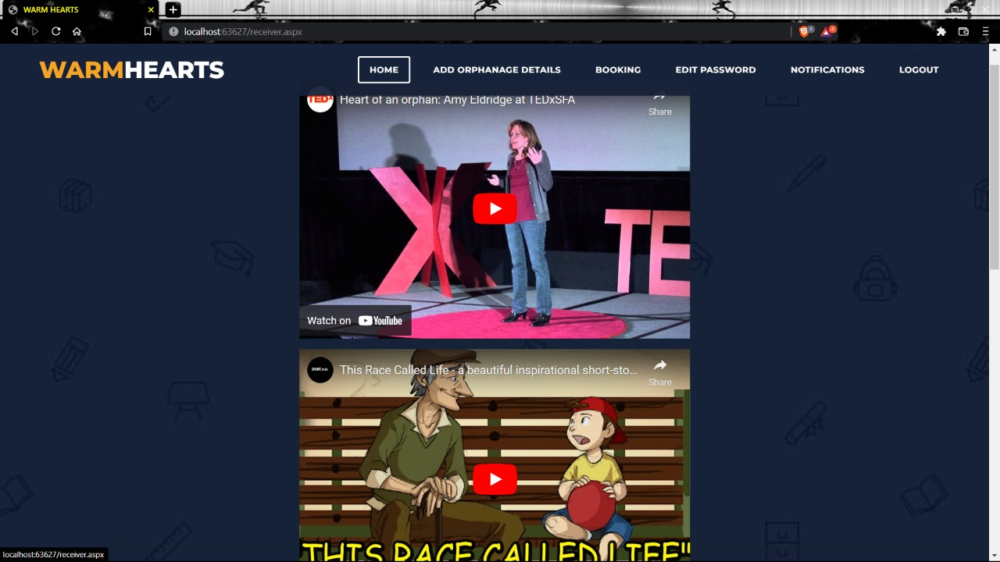 WARM HEARTS
localhost:63627/receiver.aspx
WARMHEARTS
HOME
ADD ORPHANAGE DETAILS
BOOKING
EDIT PASSWORD
NOTIFICATIONS
LOGOUT
TEDx
Heart of an orphan: Amy Eldridge at TEDxSFA
Share
X
TE
Watch on YouTube
This Race Called Life - a beautiful inspirational short-sto...
Share
"THIS RACE CALLED LIFE"
localhost:63627/receiver.aspx